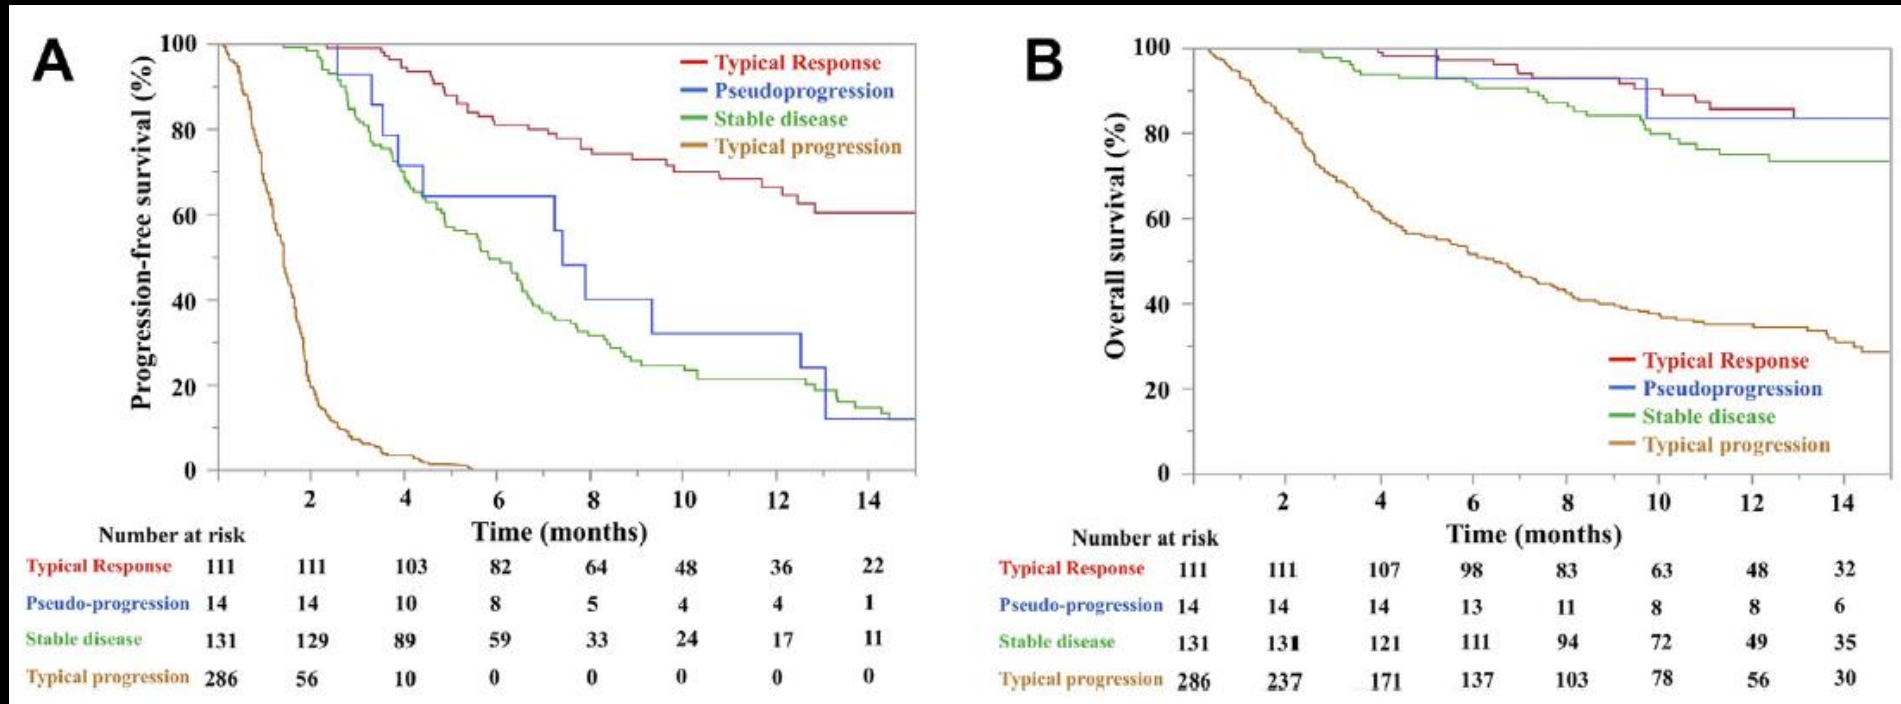 A
Progression-free survival (%)
100
80
60
40
20
0
Typical Response
Pseudoprogression
Stable disease
Typical progression
2 4 6 8 10 12 14
Time (months)
Number at risk
Typical Response 111 111 103 82 64 48 36 22
Pseudo-progression 14 14 10 8 5 4 4 1
Stable disease 131 129 89 59 33 24 17 11
Typical progression 286 56 10 0 0 0 0 0
B
Overall survival (%)
100
80
60
40
20
0
Typical Response
Pseudoprogression
Stable disease
Typical progression
2 4 6 8 10 12 14
Time (months)
Number at risk
Typical Response 111 111 107 98 83 63 48 32
Pseudo-progression 14 14 14 13 11 8 8 6
Stable disease 131 131 121 111 94 72 49 35
Typical progression 286 237 171 137 103 78 56 30